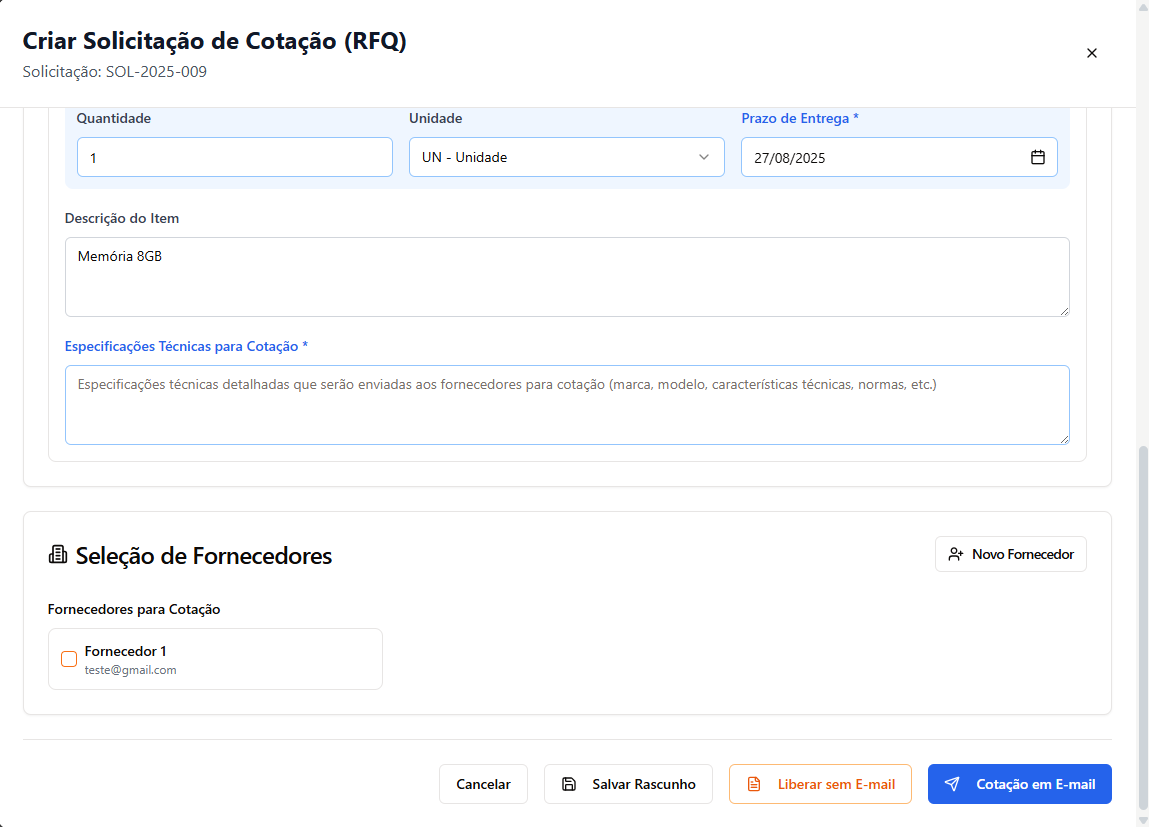 Criar Solicitação de Cotação (RFQ)
Solicitação: SOL-2025-009
Quantidade
Unidade
Prazo de Entrega *
1
UN - Unidade
27/08/2025
Descrição do Item
Memória 8GB
Especificações Técnicas para Cotação *
Especificações técnicas detalhadas que serão enviadas aos fornecedores para cotação (marca, modelo, características técnicas, normas, etc.)
Seleção de Fornecedores
Novo Fornecedor
Fornecedores para Cotação
Fornecedor 1
teste@gmail.com
Cancelar
Salvar Rascunho
Liberar sem E-mail
Cotação em E-mail